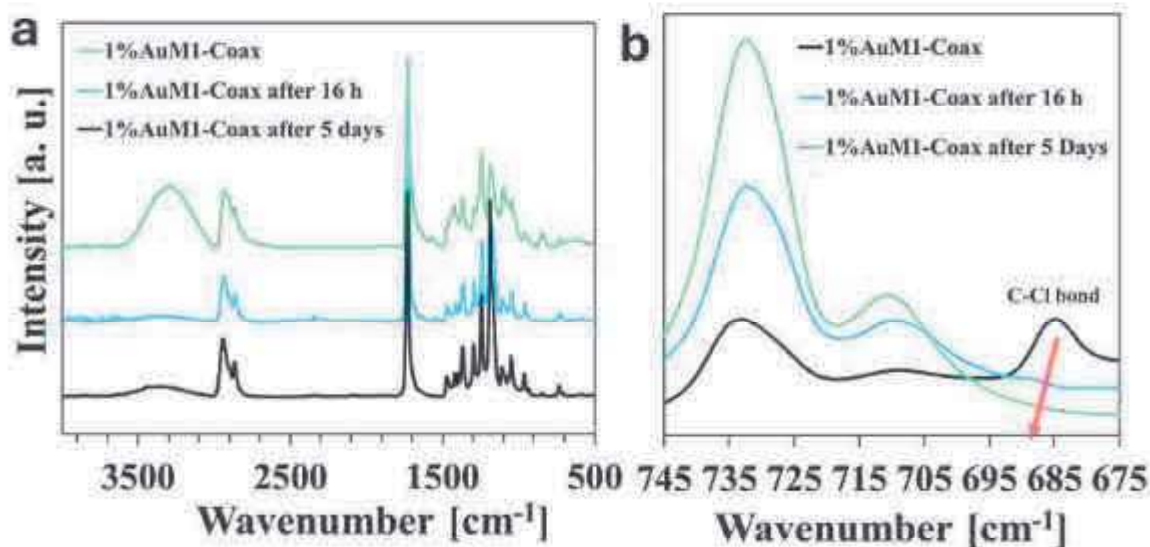 a
1%AuM1-Coax
1%AuM1-Coax after 16 h
1%AuM1-Coax after 5 days
Intensity [a. u.]
3500 2500 1500 500
Wavenumber [cm⁻¹]
b
1%AuM1-Coax
1%AuM1-Coax after 16 h
1%AuM1-Coax after 5 Days
C-Cl bond
745 735 725 715 705 695 685 675
Wavenumber [cm⁻¹]